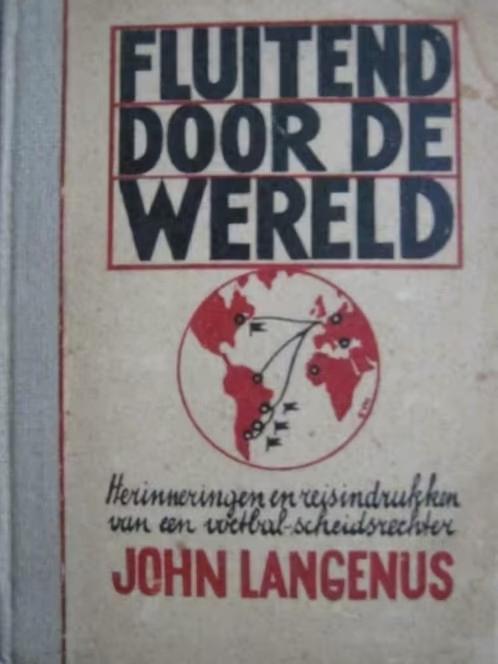 FLUITEND
DOOR DE
WERELD
Herinneringen en reisindrukken
van een voetbal-scheidsrechter
JOHN LANGENUS